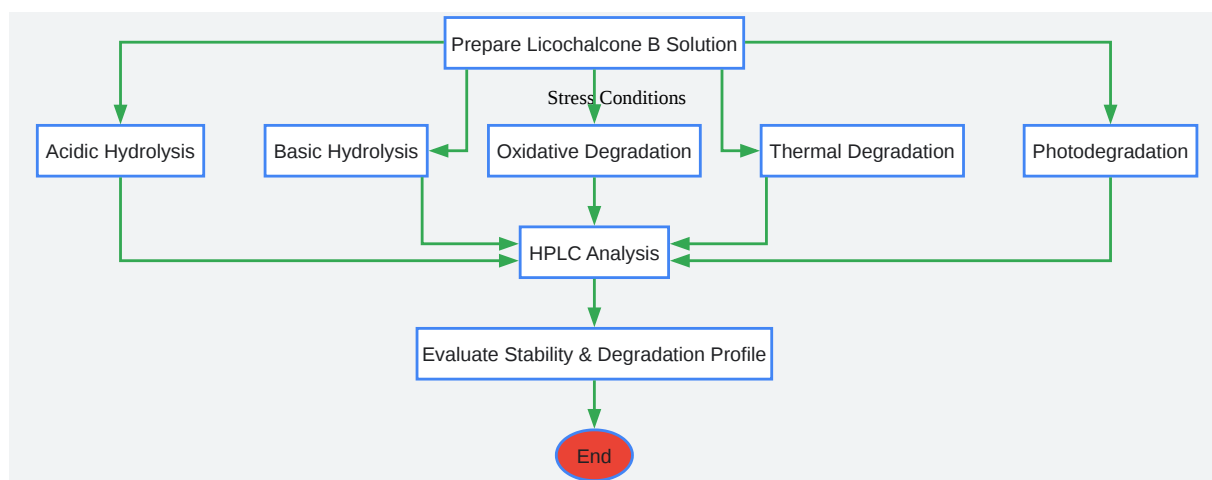 Prepare Licochalcone B Solution
Stress Conditions
Acidic Hydrolysis
Basic Hydrolysis
Oxidative Degradation
Thermal Degradation
Photodegradation
HPLC Analysis
Evaluate Stability & Degradation Profile
End